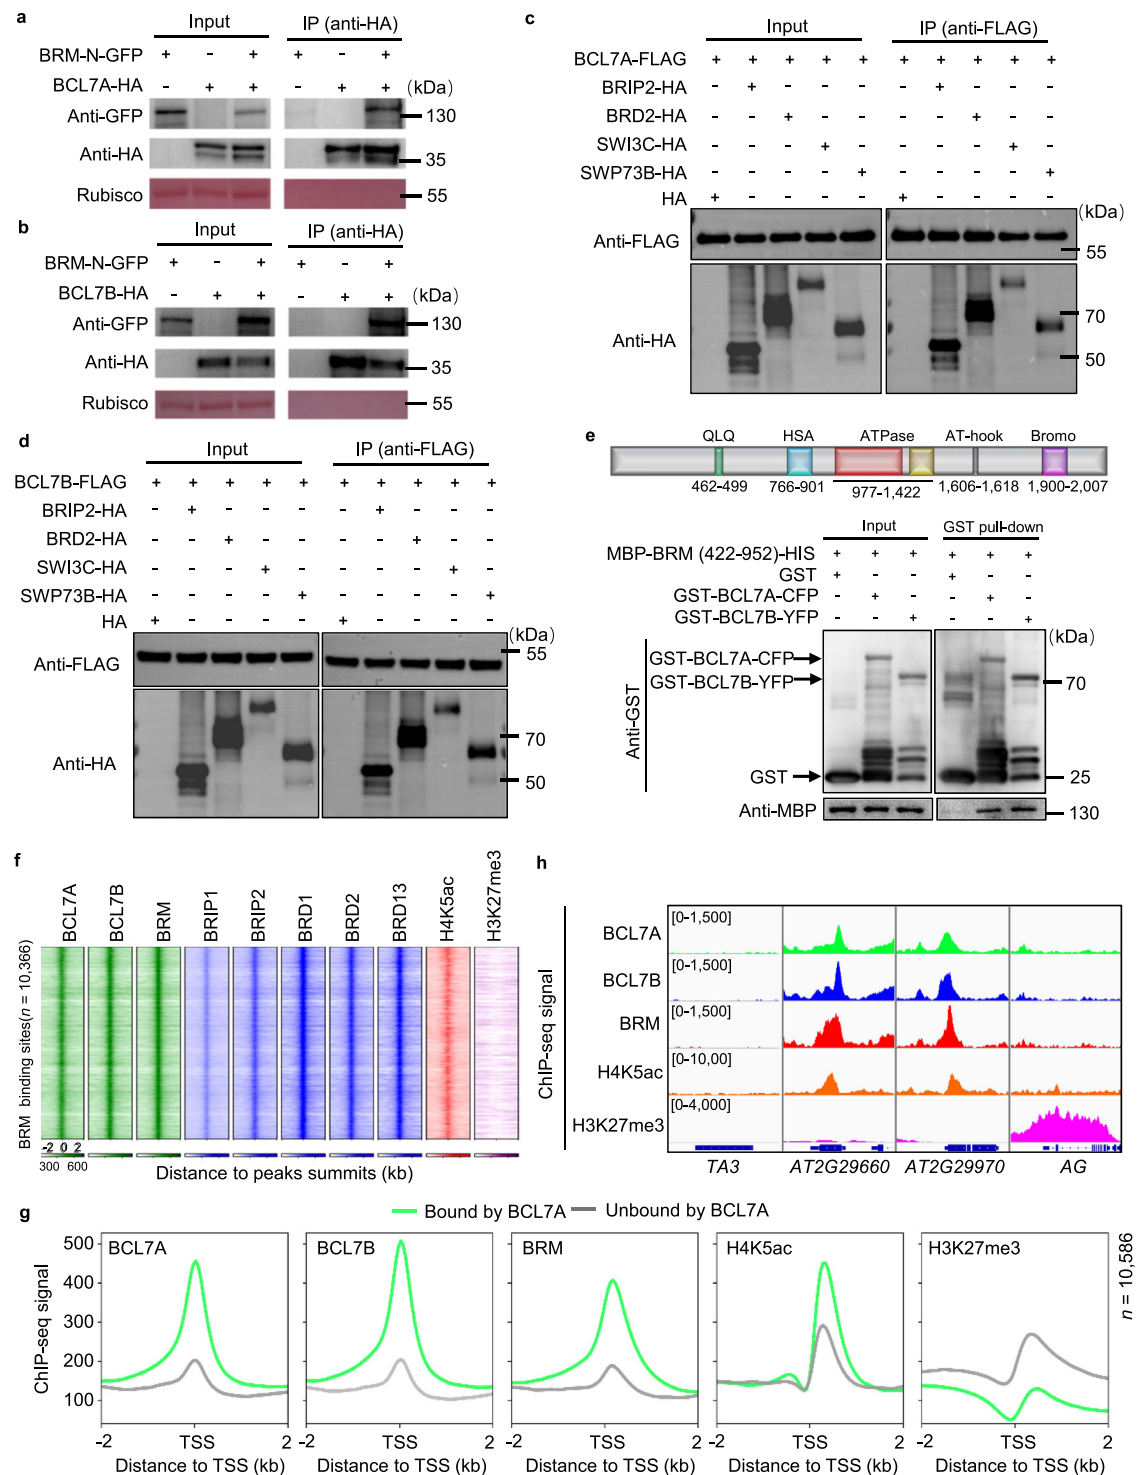 a
Input
IP (anti-HA)
BRM-N-GFP + - + + - +
BCL7A-HA - + + - + + (kDa)
Anti-GFP
130
Anti-HA
35
Rubisco
55
b
Input
IP (anti-HA)
BRM-N-GFP + - + + - +
BCL7B-HA - + + - + + (kDa)
Anti-GFP
130
Anti-HA
35
Rubisco
55
c
Input
IP (anti-FLAG)
BCL7A-FLAG + + + + + + + + + +
BRIP2-HA - + - - - - + - - -
BRD2-HA - - + - - - - + - -
SWI3C-HA - - - + - - - - + -
SWP73B-HA - - - - + - - - - +
HA + - - - - + - - - -
(kDa)
Anti-FLAG
55
Anti-HA
70
50
d
Input
IP (anti-FLAG)
BCL7B-FLAG + + + + + + + + + +
BRIP2-HA - + - - - - + - - -
BRD2-HA - - + - - - - + - -
SWI3C-HA - - - + - - - - + -
SWP73B-HA - - - - + - - - - +
HA + - - - - + - - - -
(kDa)
Anti-FLAG
55
Anti-HA
70
50
e
QLQ HSA ATPase AT-hook Bromo
462-499 766-901 977-1,422 1,606-1,618 1,900-2,007
Input
GST pull-down
MBP-BRM (422-952)-HIS + + + + + +
GST + - - + - -
GST-BCL7A-CFP - + - - + -
GST-BCL7B-YFP - - + - - +
(kDa)
Anti-GST
GST-BCL7A-CFP
GST-BCL7B-YFP
70
GST
25
Anti-MBP
130
f
BCL7A
BCL7B
BRM
BRIP1
BRIP2
BRD1
BRD2
BRD13
H4K5ac
H3K27me3
BRM binding sites(n = 10,366)
-2 0 2
300 600
Distance to peaks summits (kb)
h
ChIP-seq signal
BCL7A [0-1,500]
BCL7B [0-1,500]
BRM [0-1,500]
H4K5ac [0-10,00]
H3K27me3 [0-4,000]
TA3 AT2G29660 AT2G29970 AG
g
Bound by BCL7A
Unbound by BCL7A
ChIP-seq signal
500
400
300
200
100
BCL7A
BCL7B
BRM
H4K5ac
H3K27me3
n = 10,586
-2 TSS 2
-2 TSS 2
-2 TSS 2
-2 TSS 2
-2 TSS 2
Distance to TSS (kb)
Distance to TSS (kb)
Distance to TSS (kb)
Distance to TSS (kb)
Distance to TSS (kb)